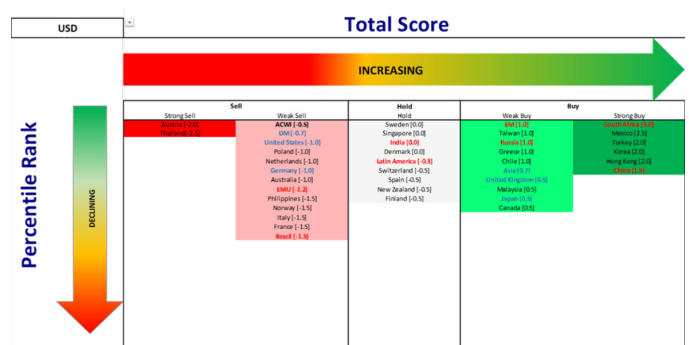 USD
Total Score
INCREASING
Percentile Rank
DECLINING
Sell
Hold
Buy
Strong Sell
Weak Sell
Hold
Weak Buy
Strong Buy
Austria [-3.0]
Thailand [-2.5]
ACWI [-0.5]
DM [-0.7]
United States [-1.0]
Poland [-1.0]
Netherlands [-1.0]
Germany [-1.0]
Australia [-1.0]
EMU [-1.2]
Philippines [-1.5]
Norway [-1.5]
Italy [-1.5]
France [-1.5]
Brazil [-1.5]
Sweden [0.0]
Singapore [0.0]
India [0.0]
Denmark [0.0]
Latin America [-0.3]
Switzerland [-0.5]
Spain [-0.5]
New Zealand [-0.5]
Finland [-0.5]
EM [1.0]
Taiwan [1.0]
Russia [1.0]
Greece [1.0]
Chile [1.0]
Asia [0.7]
United Kingdom [0.5]
Malaysia [0.5]
Japan [0.5]
Canada [0.5]
South Africa [3.0]
Mexico [2.5]
Turkey [2.0]
Korea [2.0]
Hong Kong [2.0]
China [1.5]